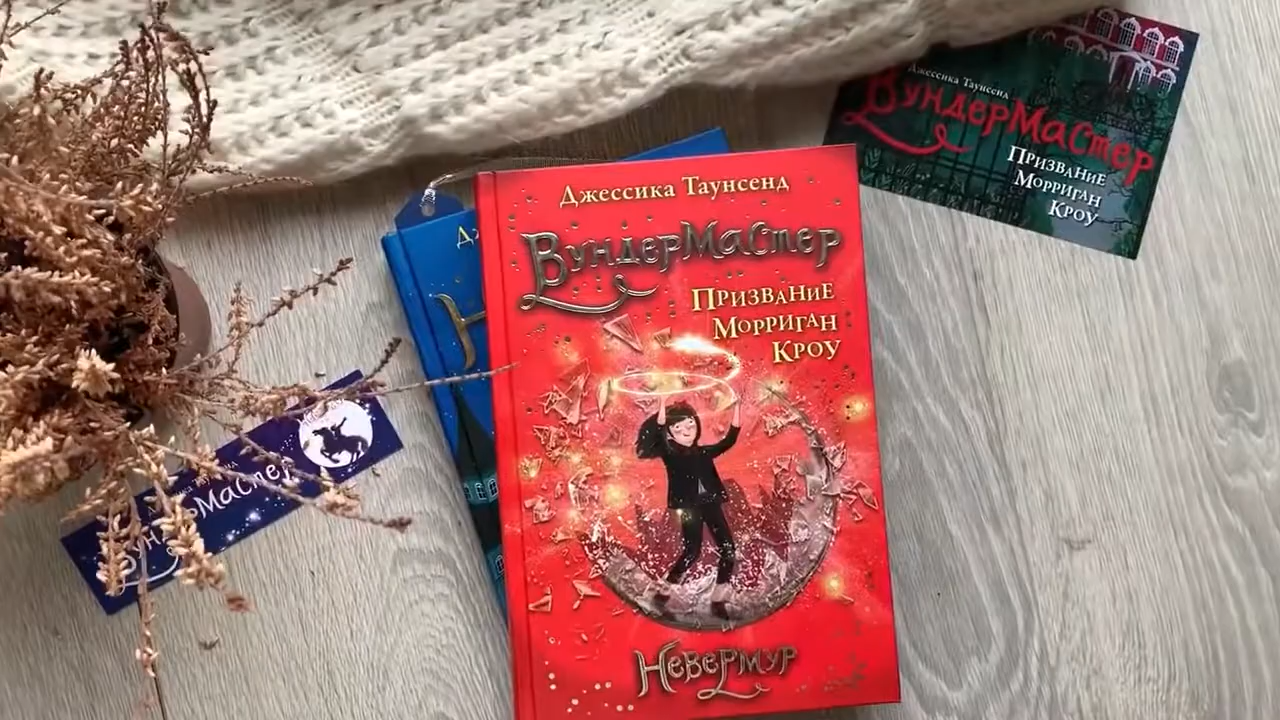 Джессика Таунсенд
ВундерМастер
Призвание
Морриган
Кроу
Невермур
Джессика Таунсенд
ВундерМастер
Призвание
Морриган
Кроу
ВундерМастер